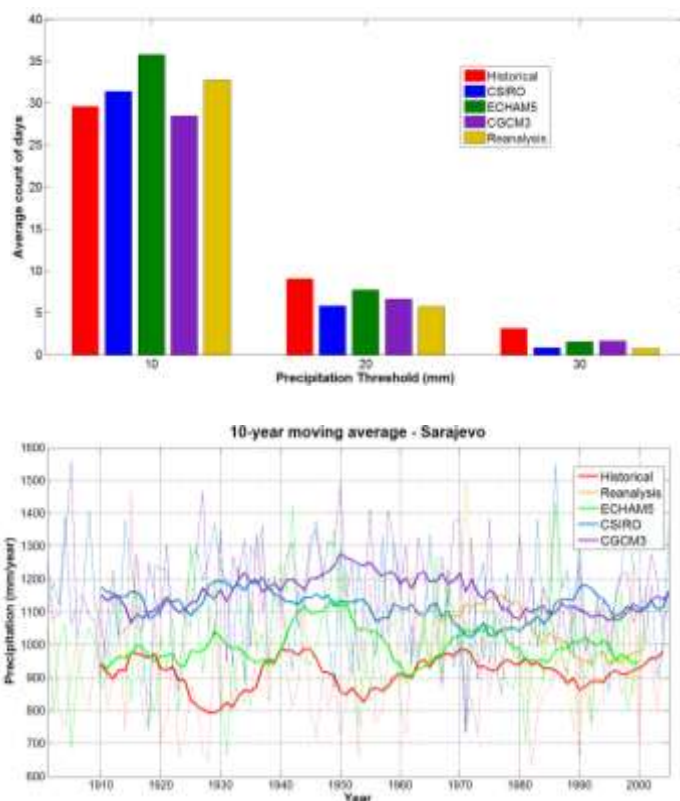 40
35
30
25
20
15
10
5
0
Average count of days
Historical
CSIRO
ECHAM5
CGCM3
Reanalysis
10 20 30
Precipitation Threshold (mm)
10-year moving average - Sarajevo
1600
1500
1400
1300
1200
1100
1000
900
800
700
600
Precipitation (mm/year)
Historical
Reanalysis
ECHAM5
CSIRO
CGCM3
1910 1920 1930 1940 1950 1960 1970 1980 1990 2000
Year